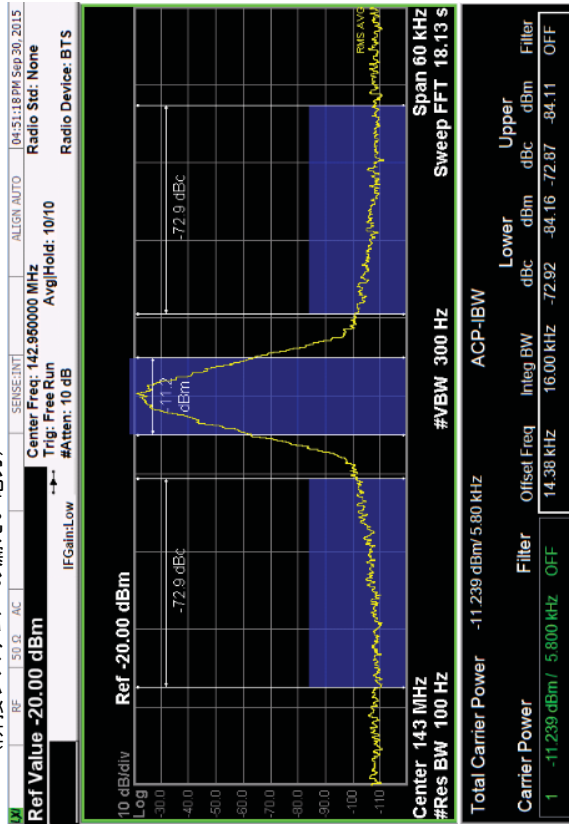 LXI RF 50 Ω AC SENSE:INT ALIGN AUTO 04:51:18 PM Sep 30, 2015
Ref Value -20.00 dBm
Center Freq: 142.950000 MHz
Radio Std: None
Trig: Free Run Avg|Hold: 10/10
IFGain:Low #Atten: 10 dB Radio Device: BTS
10 dB/div Ref -20.00 dBm
Log
-30.0
-40.0
-50.0
-60.0
-70.0
-80.0
-90.0
-100
-110
-72.9 dBc
-11.2 dBm
-72.9 dBc
RMS AVG
Center 143 MHz Span 60 kHz
#Res BW 100 Hz #VBW 300 Hz Sweep FFT 18.13 s
Total Carrier Power -11.239 dBm/ 5.80 kHz ACP-IBW
Lower Upper
Carrier Power Filter Offset Freq Integ BW dBc dBm dBc dBm Filter
1 -11.239 dBm / 5.800 kHz OFF 14.38 kHz 16.00 kHz -72.92 -84.16 -72.87 -84.11 OFF